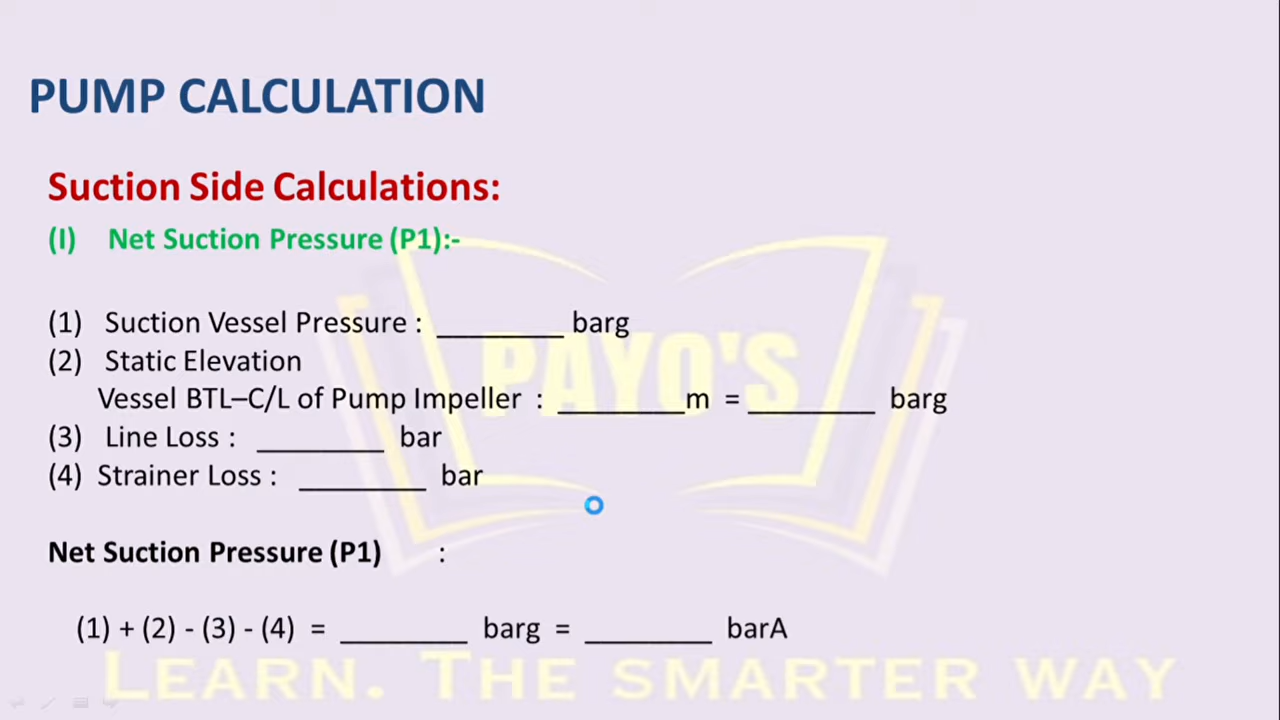 PUMP CALCULATION
Suction Side Calculations:
(I) Net Suction Pressure (P1):-
(1) Suction Vessel Pressure : _________ barg
(2) Static Elevation
Vessel BTL–C/L of Pump Impeller : _________m = _________ barg
(3) Line Loss : _________ bar
(4) Strainer Loss : _________ bar
PAYO'S
Net Suction Pressure (P1) :
(1) + (2) - (3) - (4) = _________ barg = _________ barA
LEARN. THE SMARTER WAY